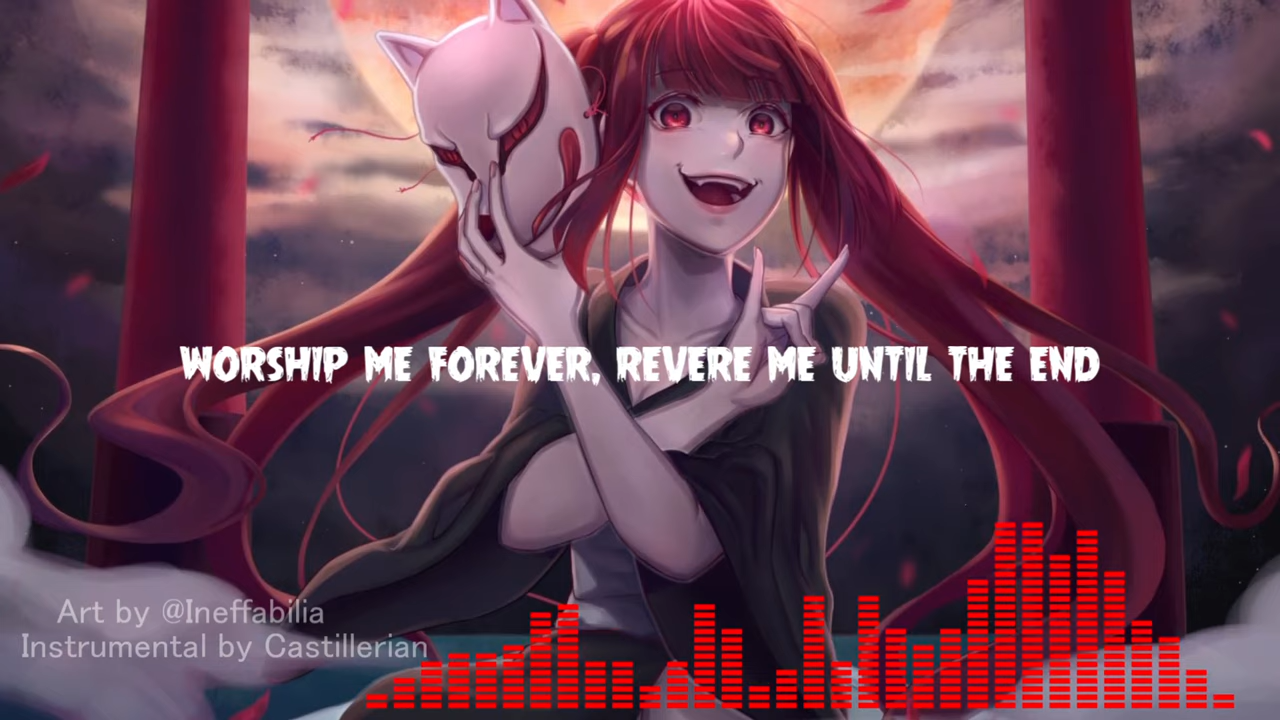 WORSHIP ME FOREVER, REVERE ME UNTIL THE END
Art by @Ineffabilia
Instrumental by Castillerian